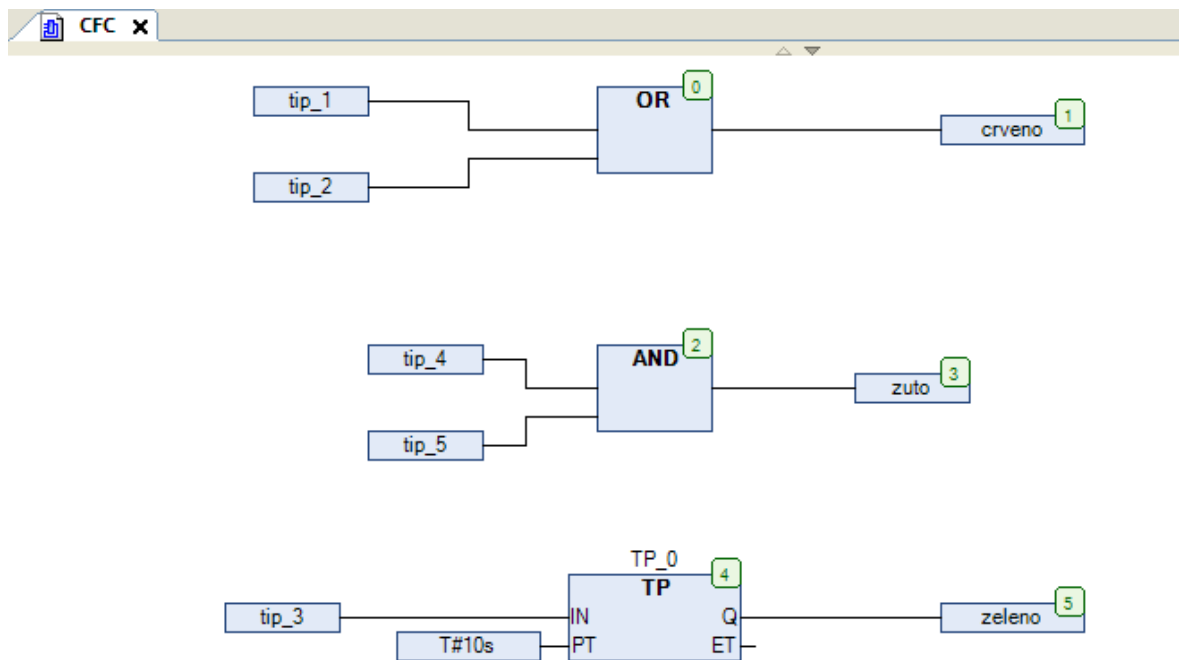 CFC
tip_1
OR
0
crveno
1
tip_2
tip_4
AND
2
zuto
3
tip_5
TP_0
TP
4
tip_3
IN
Q
zeleno
5
T#10s
PT
ET